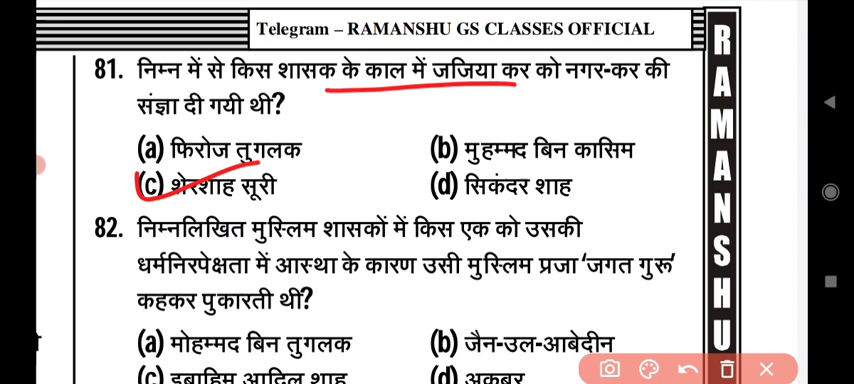 Telegram – RAMANSHU GS CLASSES OFFICIAL
81. निम्न में से किस शासक के काल में जजिया कर को नगर-कर की
संज्ञा दी गयी थी?
(a) फिरोज तुगलक (b) मुहम्मद बिन कासिम
(c) शेरशाह सूरी (d) सिकंदर शाह
82. निम्नलिखित मुस्लिम शासकों में किस एक को उसकी
धर्मनिरपेक्षता में आस्था के कारण उसी मुस्लिम प्रजा ‘जगत गुरू’
कहकर पुकारती थीं?
(a) मोहम्मद बिन तुगलक (b) जैन-उल-आबेदीन
(c) इब्राहिम आदिल शाह (d) अकबर
RAMANSHU